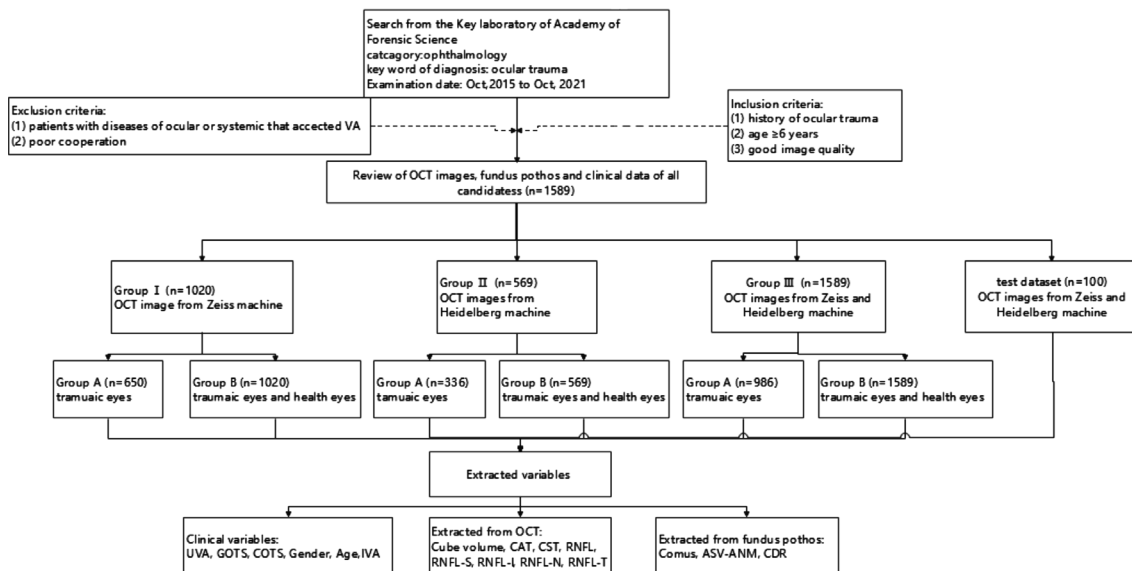 Search from the Key laboratory of Academy of
Forensic Science
catcagory:ophthalmology
key word of diagnosis: ocular trauma
Examination date: Oct,2015 to Oct, 2021
Exclusion criteria:
(1) patients with diseases of ocular or systemic that accected VA
(2) poor cooperation
Inclusion criteria:
(1) history of ocular trauma
(2) age ≥6 years
(3) good image quality
Review of OCT images, fundus pothos and clinical data of all
candidatess (n=1589)
Group Ⅰ (n=1020)
OCT image from Zeiss machine
Group Ⅱ (n=569)
OCT images from
Heidelberg machine
Group Ⅲ (n=1589)
OCT images from Zeiss and
Heidelberg machine
test dataset (n=100)
OCT images from Zeiss and
Heidelberg machine
Group A (n=650)
tramuaic eyes
Group B (n=1020)
traumaic eyes and health eyes
Group A (n=336)
tamuaic eyes
Group B (n=569)
traumaic eyes and health eyes
Group A (n=986)
tramuaic eyes
Group B (n=1589)
traumaic eyes and health eyes
Extracted variables
Clinical variables:
UVA, GOTS, COTS, Gender, Age,IVA
Extracted from OCT:
Cube volume, CAT, CST, RNFL,
RNFL-S, RNFL-I, RNFL-N, RNFL-T
Extracted from fundus pothos:
Comus, ASV-ANM, CDR